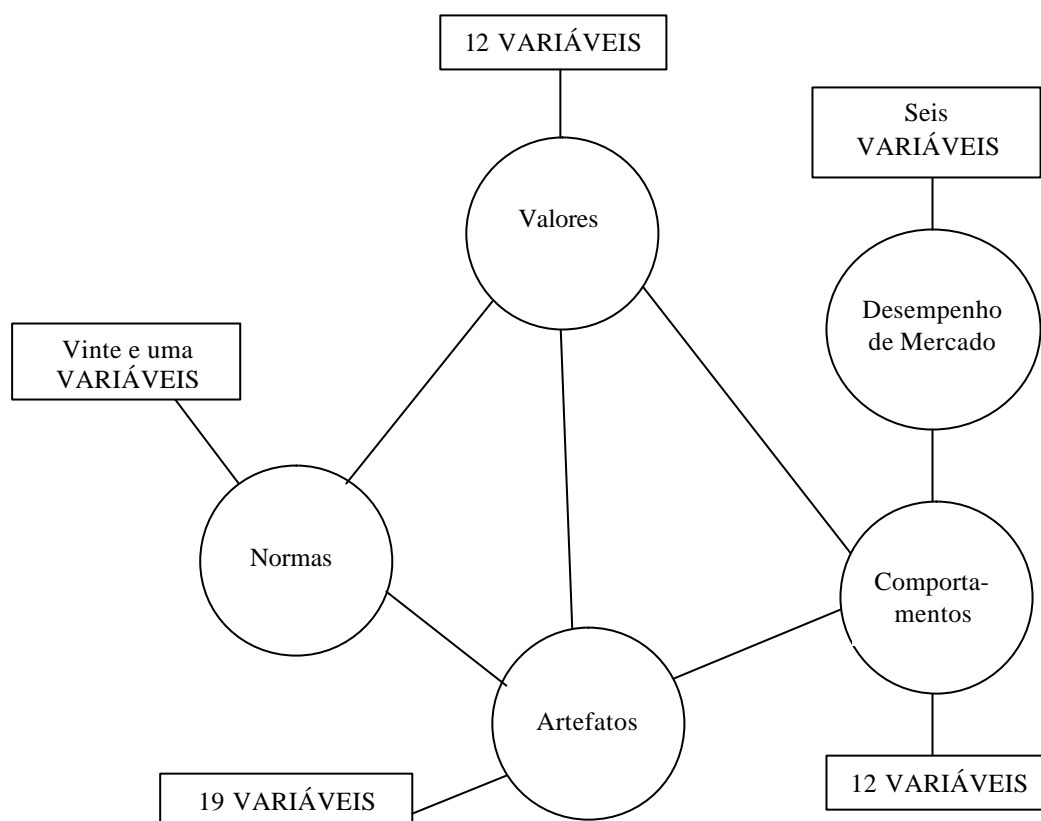 12 VARIÁVEIS
Seis
VARIÁVEIS
Valores
Desempenho
de Mercado
Vinte e uma
VARIÁVEIS
Normas
Comporta-
mentos
Artefatos
19 VARIÁVEIS
12 VARIÁVEIS